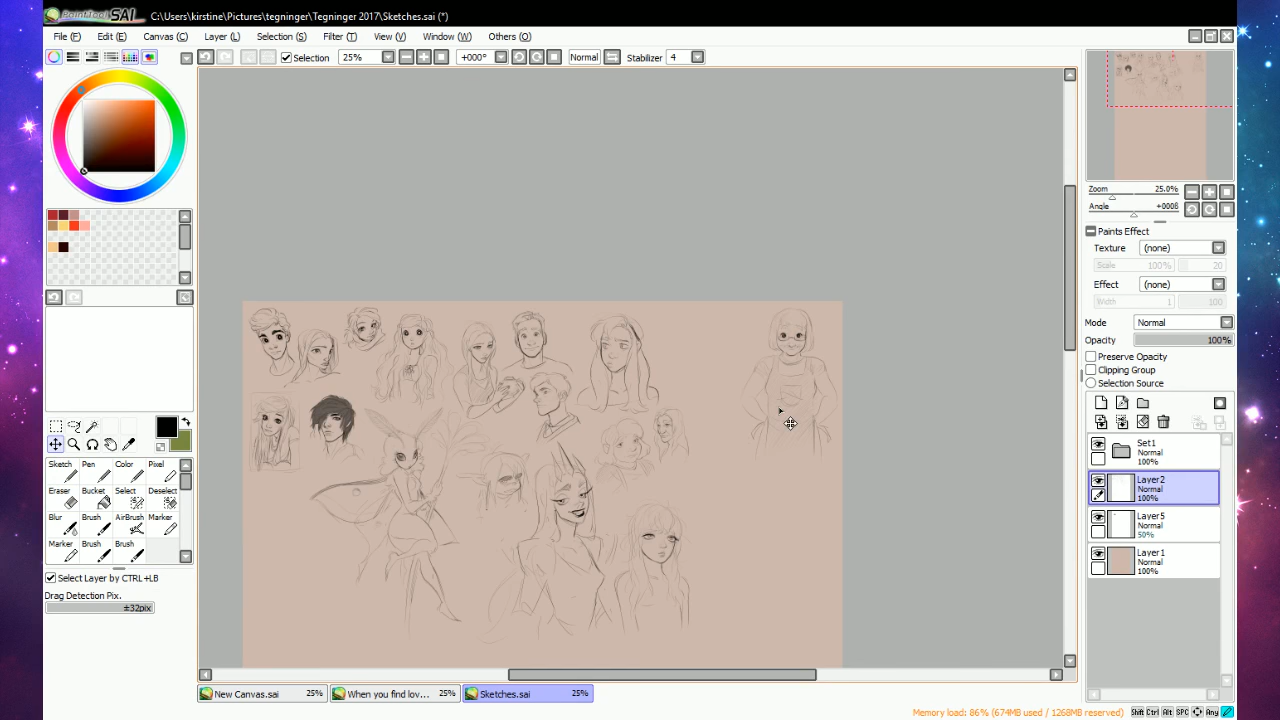 PaintTool SAI C:\Users\kirstine\Pictures\tegninger\Tegninger 2017\Sketches.sai (*)
File (F) Edit (E) Canvas (C) Layer (L) Selection (S) Filter (T) View (V) Window (W) Others (O)
Selection 25% +000° Normal Stabilizer 4
Zoom 25.0%
Angle +000°
Paints Effect
Texture (none)
Scale 100% 20
Effect (none)
Width 1 100
Mode Normal
Opacity 100%
Preserve Opacity
Clipping Group
Selection Source
Set1
Normal
100%
Layer2
Normal
100%
Layer5
Normal
50%
Layer1
Normal
100%
Sketch Pen Color Pixel
Eraser Bucket Select Deselect
Blur Brush AirBrush Marker
Marker Brush Brush
Select Layer by CTRL+LB
Drag Detection Pix.
±32pix
New Canvas.sai 25% When you find lov... 25% Sketches.sai 25%
Memory load: 86% (674MB used / 1268MB reserved) Shift Ctrl Alt SPC Any